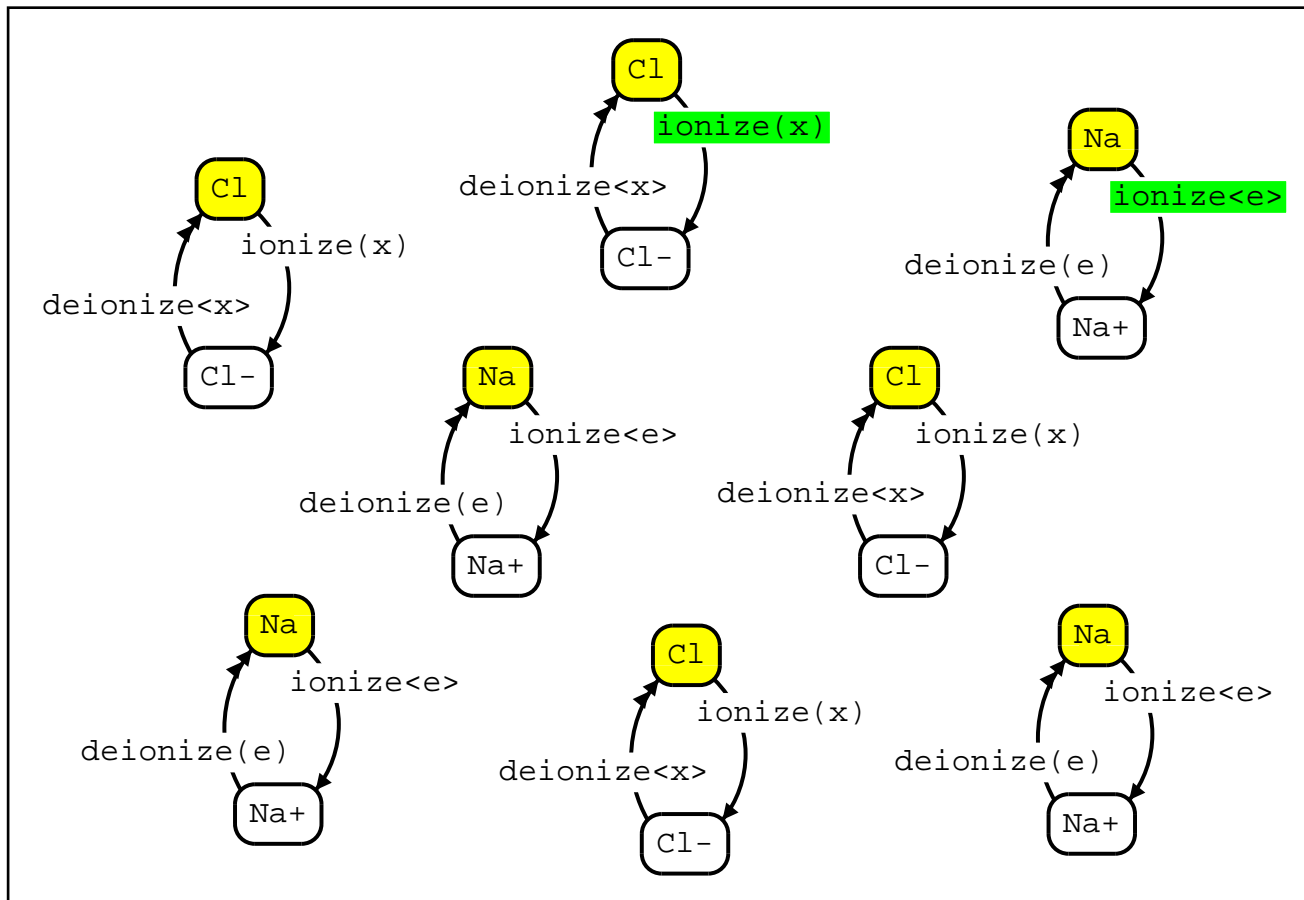 Cl
ionize(x)
deionize<x>
Cl-
Na
ionize<e>
deionize(e)
Na+
Cl
ionize(x)
deionize<x>
Cl-
Na
ionize<e>
deionize(e)
Na+
Cl
ionize(x)
deionize<x>
Cl-
Na
ionize<e>
deionize(e)
Na+
Cl
ionize(x)
deionize<x>
Cl-
Na
ionize<e>
deionize(e)
Na+